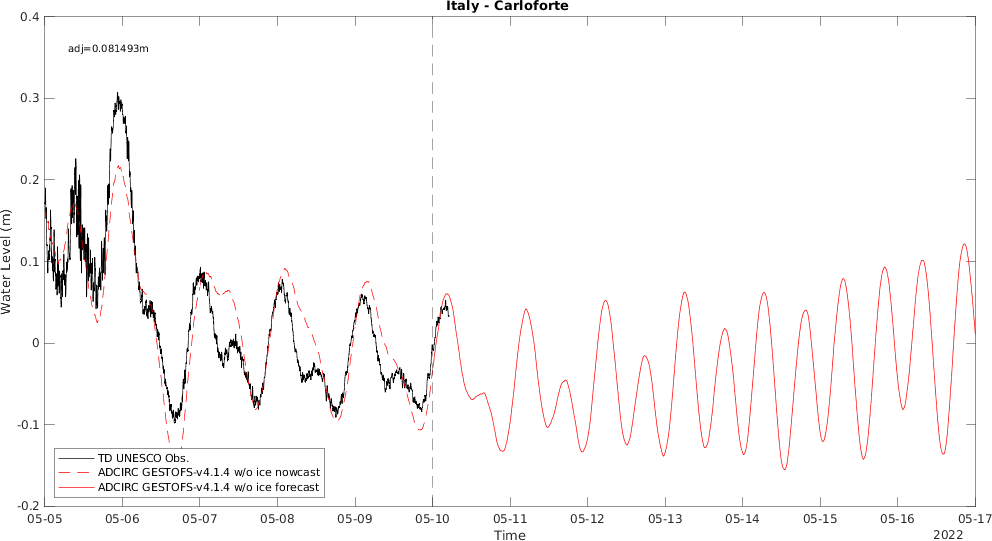 Italy - Carloforte
adj=0.081493m
0.4
0.3
0.2
0.1
0
-0.1
-0.2
Water Level (m)
TD UNESCO Obs.
ADCIRC GESTOFS-v4.1.4 w/o ice nowcast
ADCIRC GESTOFS-v4.1.4 w/o ice forecast
05-05 05-06 05-07 05-08 05-09 05-10 05-11 05-12 05-13 05-14 05-15 05-16 05-17
Time
2022